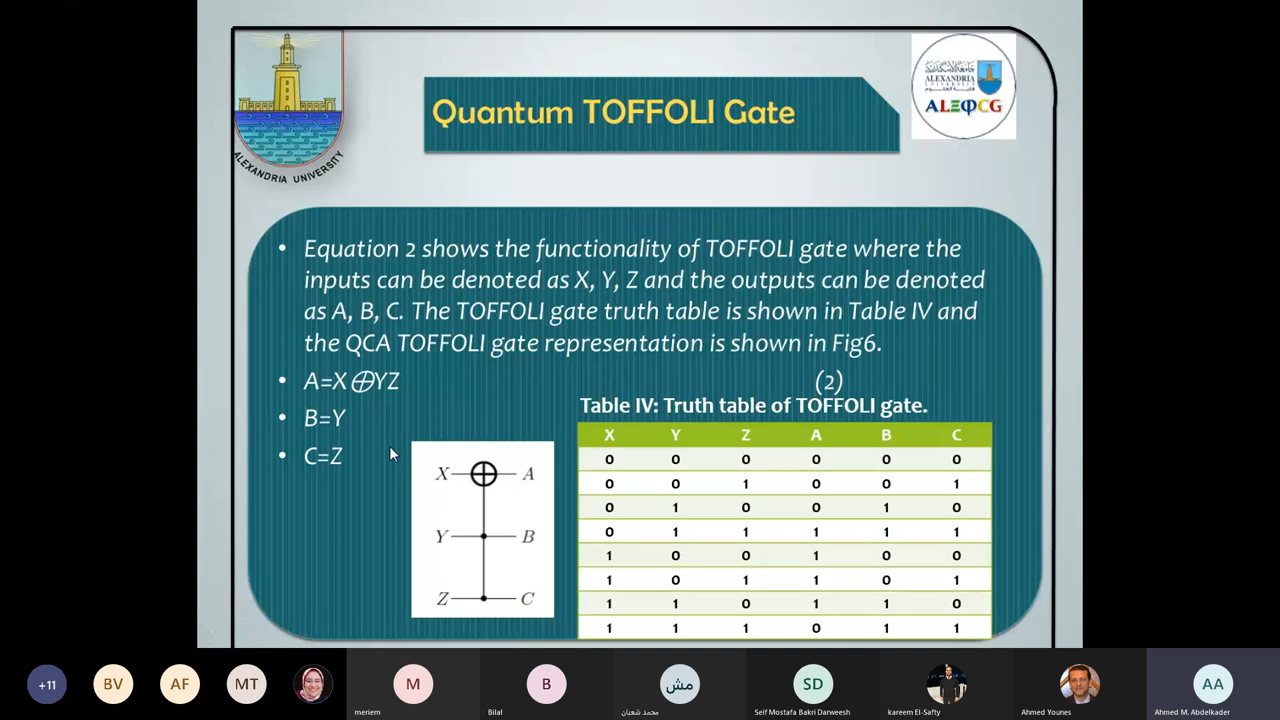 Quantum TOFFOLI Gate
ALEXANDRIA UNIVERSITY
ALEXANDRIA
UNIVERSITY
ALEΦCG
• Equation 2 shows the functionality of TOFFOLI gate where the
inputs can be denoted as X, Y, Z and the outputs can be denoted
as A, B, C. The TOFFOLI gate truth table is shown in Table IV and
the QCA TOFFOLI gate representation is shown in Fig6.
• A=X⊕YZ (2)
• B=Y
• C=Z
X A
Y B
Z C
Table IV: Truth table of TOFFOLI gate.
X Y Z A B C
0 0 0 0 0 0
0 0 1 0 0 1
0 1 0 0 1 0
0 1 1 1 1 1
1 0 0 1 0 0
1 0 1 1 0 1
1 1 0 1 1 0
1 1 1 0 1 1
+11 BV AF MT M B مش SD AA
meriem Bilal محمد شعبان Seif Mostafa Bakri Darweesh kareem El-Safty Ahmed Younes Ahmed M. Abdelkader